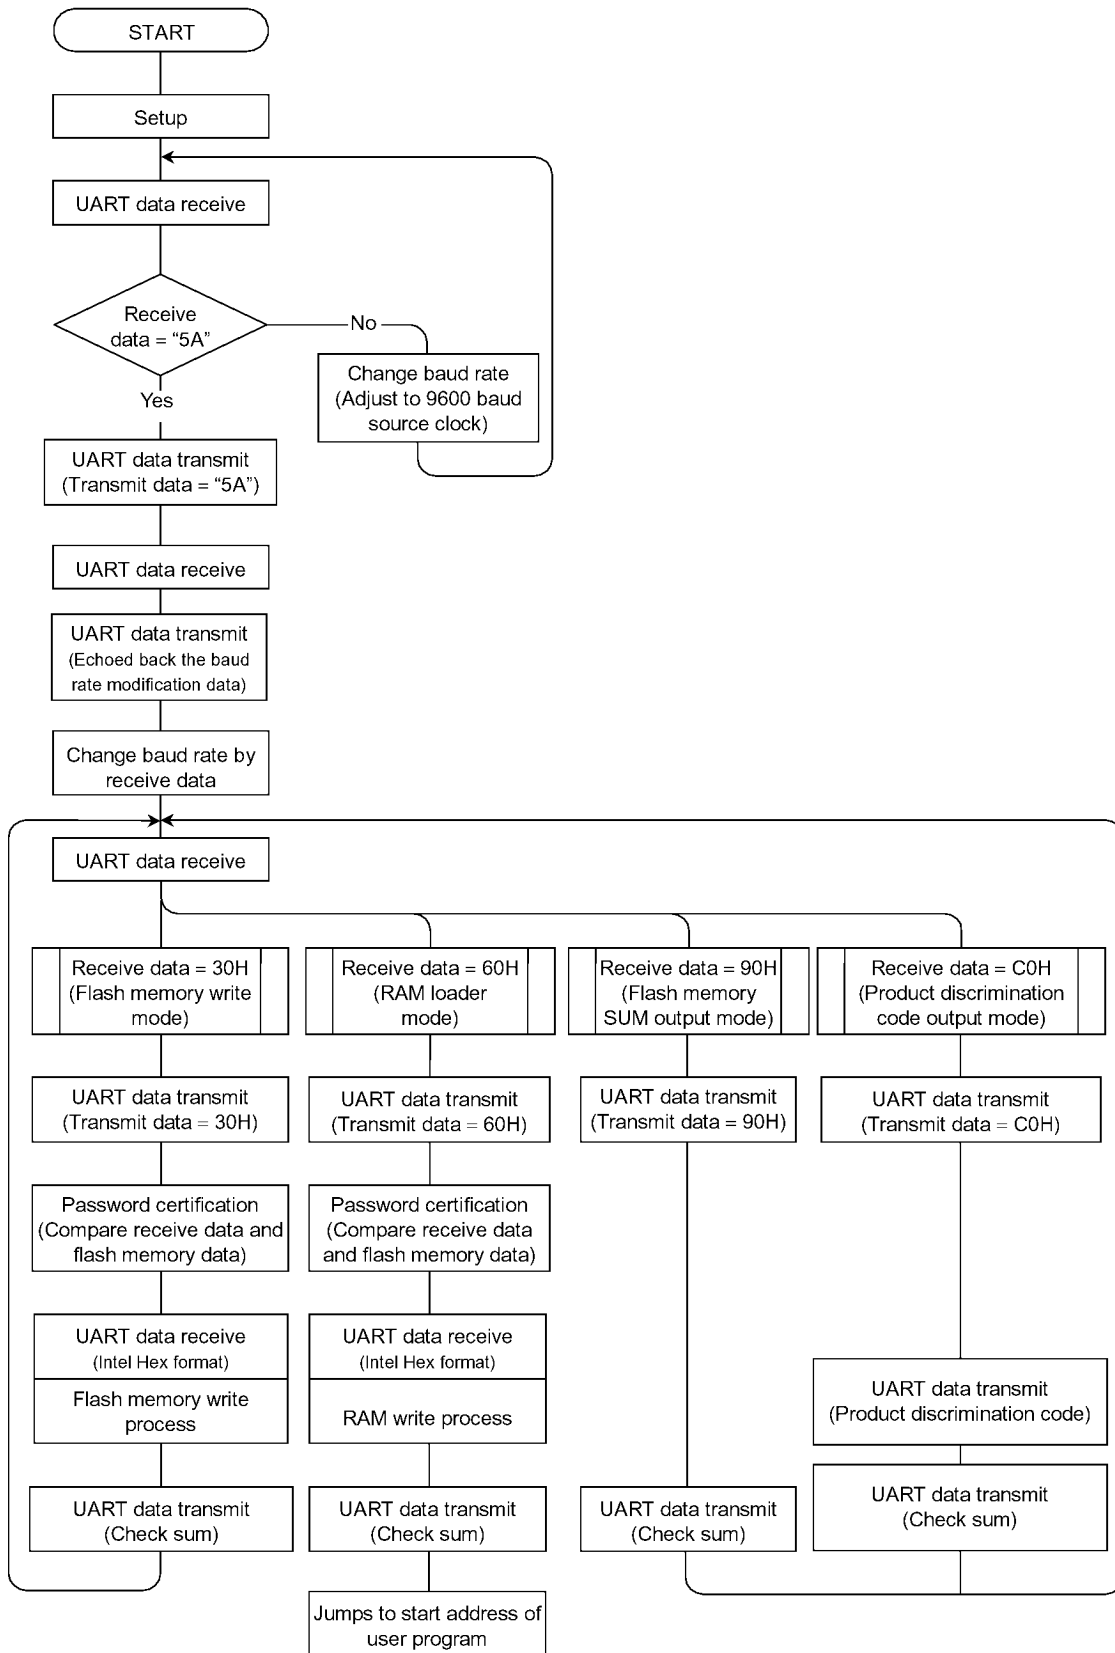 START
Setup
UART data receive
Receive
data = “5A”
No
Change baud rate
(Adjust to 9600 baud
source clock)
Yes
UART data transmit
(Transmit data = “5A”)
UART data receive
UART data transmit
(Echoed back the baud
rate modification data)
Change baud rate by
receive data
UART data receive
Receive data = 30H
(Flash memory write
mode)
Receive data = 60H
(RAM loader
mode)
Receive data = 90H
(Flash memory
SUM output mode)
Receive data = C0H
(Product discrimination
code output mode)
UART data transmit
(Transmit data = 30H)
UART data transmit
(Transmit data = 60H)
UART data transmit
(Transmit data = 90H)
UART data transmit
(Transmit data = C0H)
Password certification
(Compare receive data and
flash memory data)
Password certification
(Compare receive data
and flash memory data)
UART data receive
(Intel Hex format)
Flash memory write
process
UART data receive
(Intel Hex format)
RAM write process
UART data transmit
(Product discrimination code)
UART data transmit
(Check sum)
UART data transmit
(Check sum)
UART data transmit
(Check sum)
UART data transmit
(Check sum)
Jumps to start address of
user program